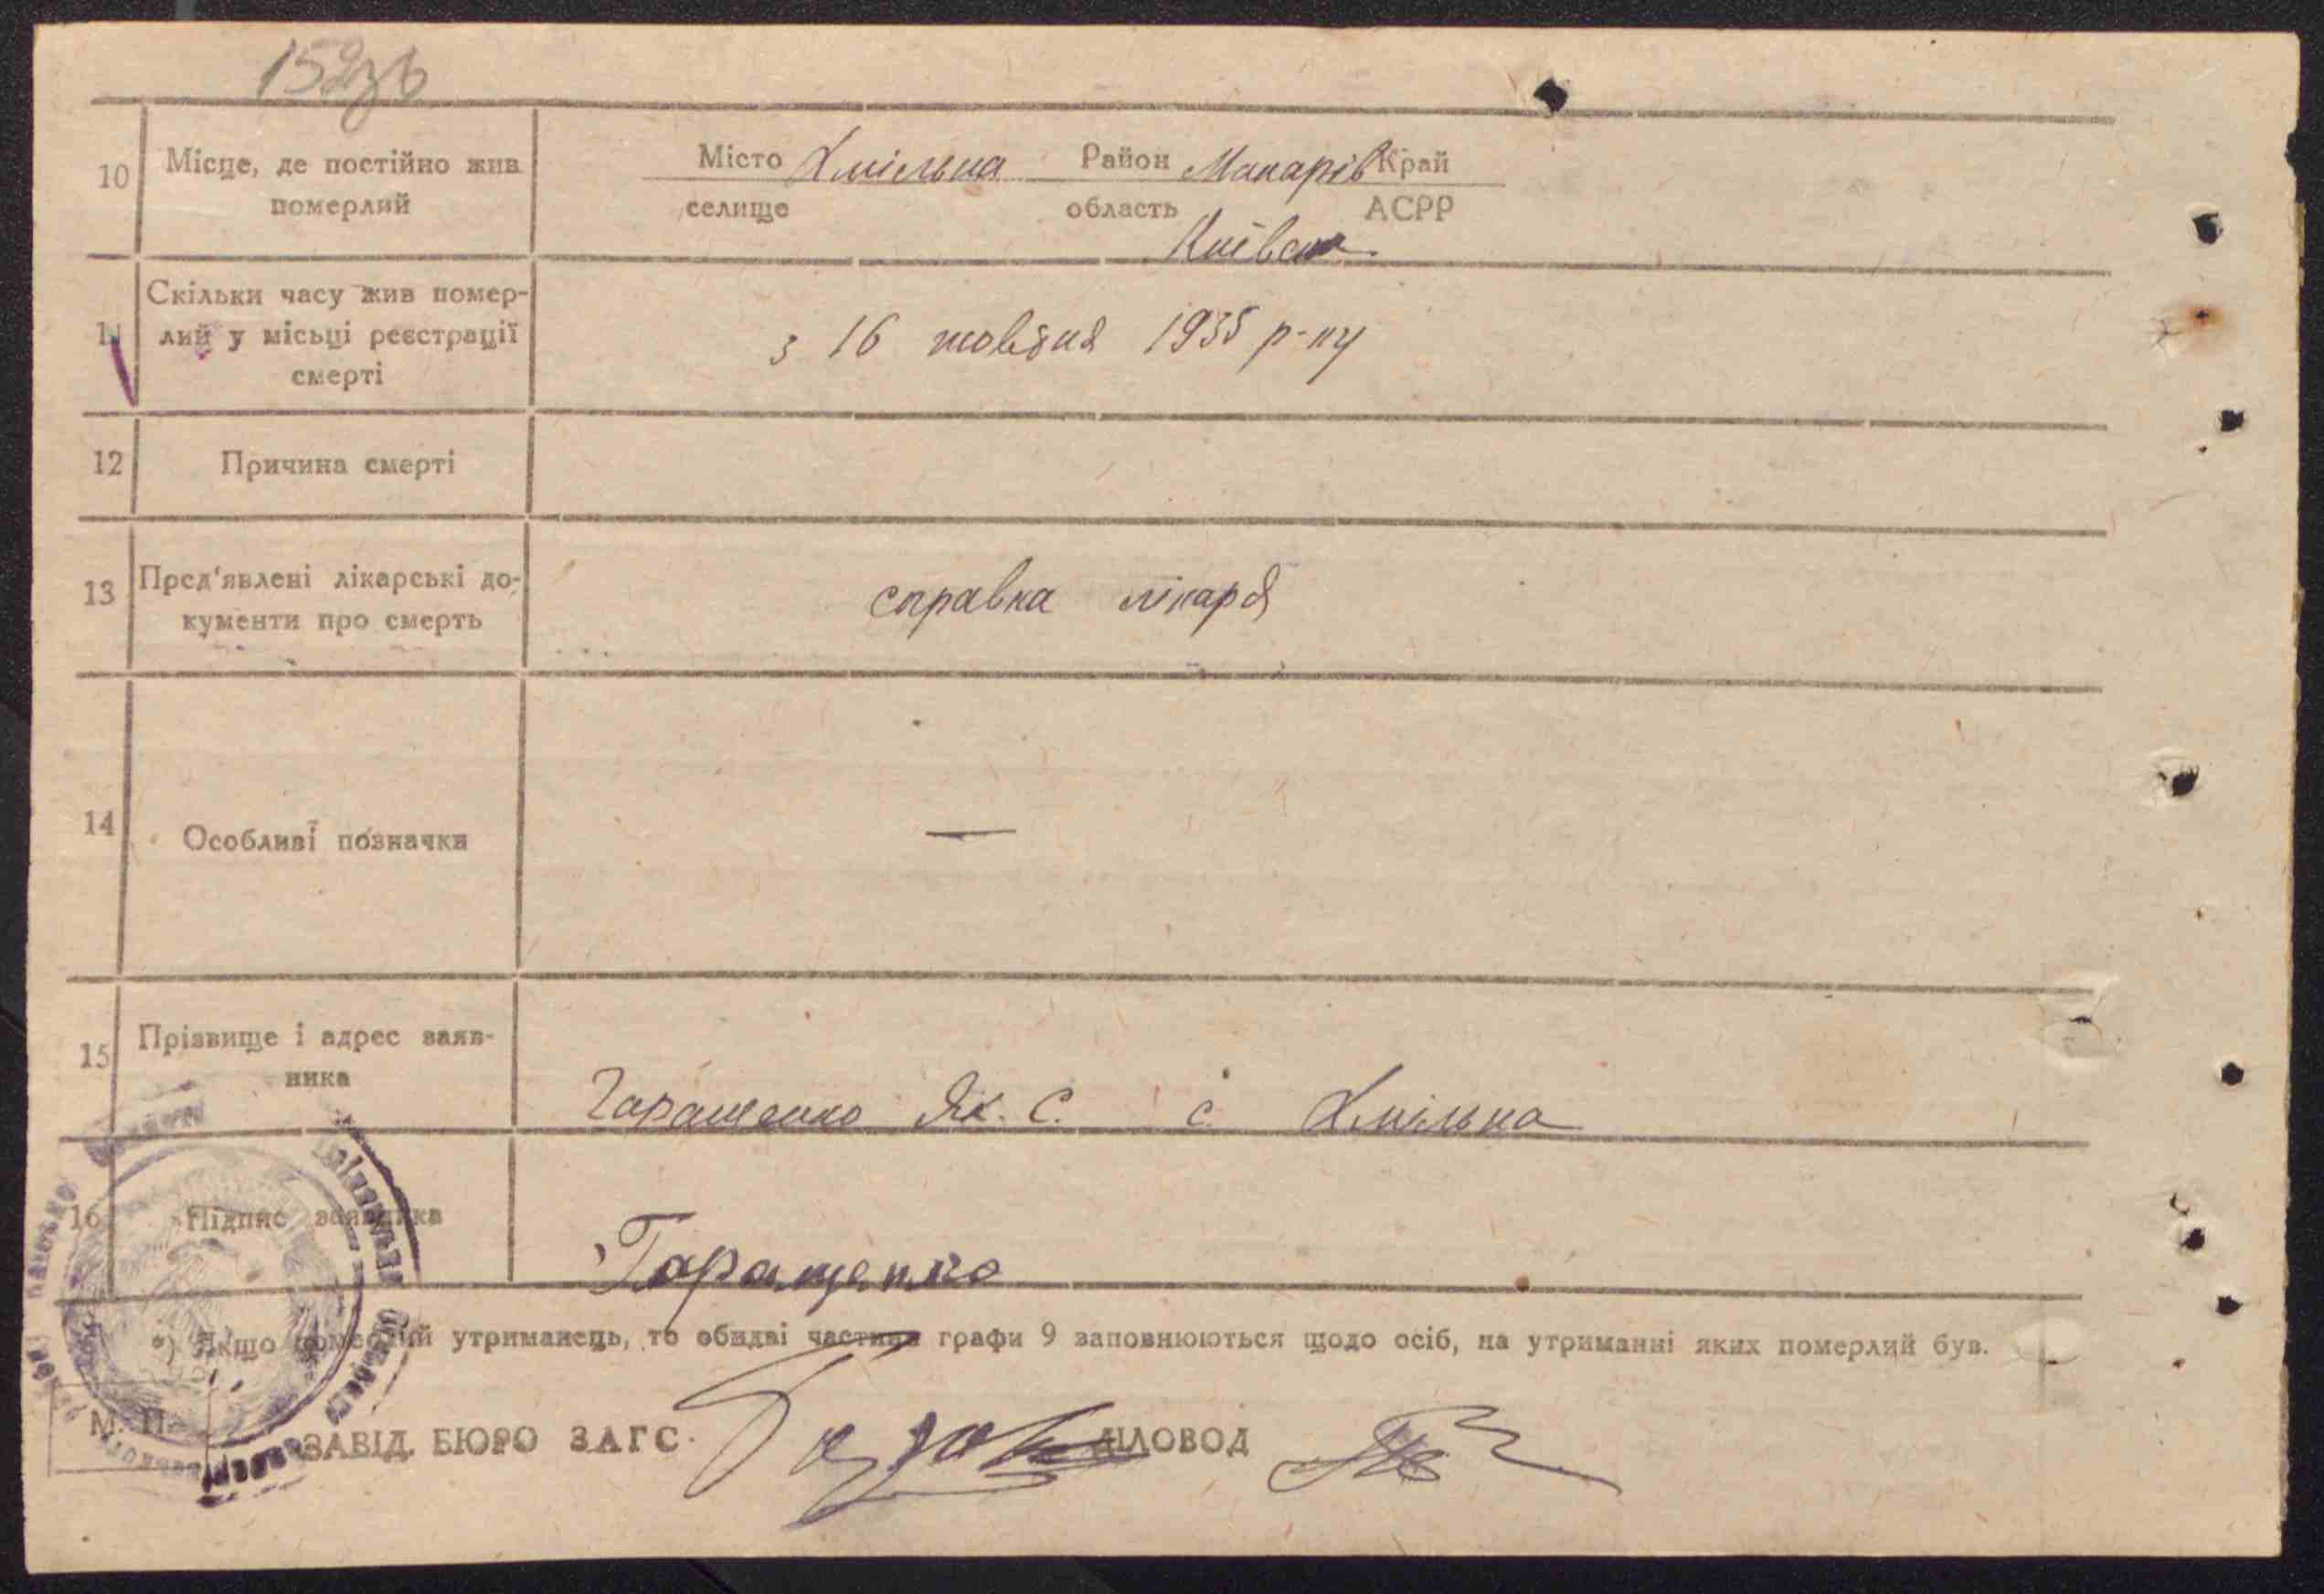 10 Місце, де постійно жив
померлий
Місто Хмільна Район Макарів Край
селище область АСРР
Київська
11 Скільки часу жив помер-
лий у місьці реєстрації
смерті
з 16 жовтня 1935 р-ку
12 Причина смерті
13 Пред'явлені лікарські до-
кументи про смерть
справка лікаря
14 Особливі позначки
—
15 Прізвище і адрес заяв-
ника
Гаращенко Як. С. с. Хмільна
16 Підпис заявника
Гаращенко
*) Якщо померлий утриманець, то обидві частини графи 9 заповнюються щодо осіб, на утриманні яких померлий був.
М. П.
ЗАВІД. БЮРО ЗАГС. ДІЛОВОД